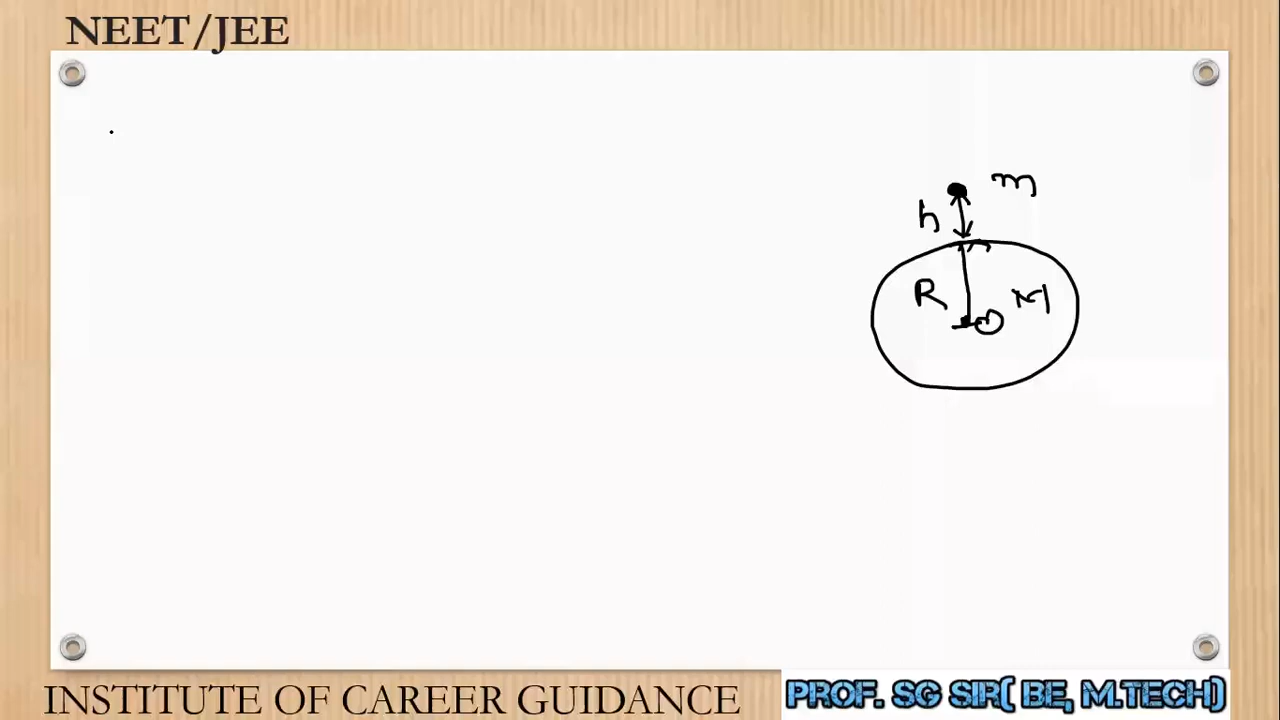 NEET/JEE
m
h
R M
O
INSTITUTE OF CAREER GUIDANCE
PROF. SG SIR( BE, M.TECH)